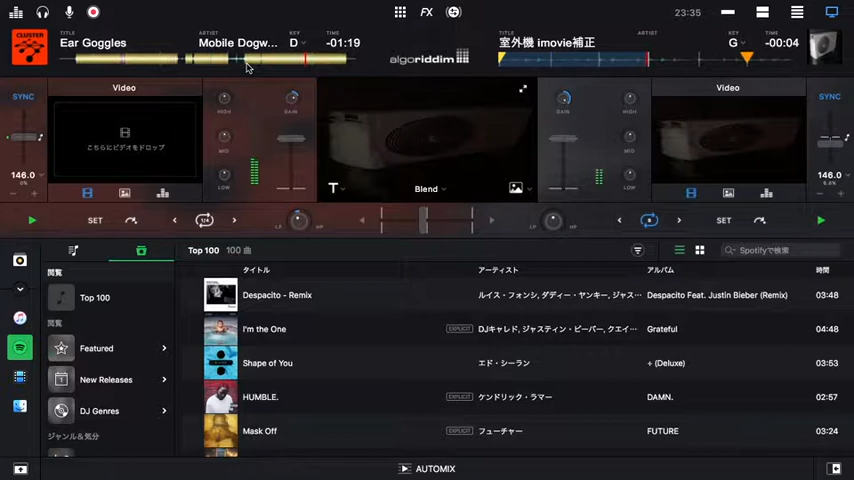 FX
23:35
CLUSTER
TITLE
Ear Goggles
ARTIST
Mobile Dogw...
KEY
D
TIME
-01:19
algoriddim
TITLE
室外機 imovie補正
ARTIST
KEY
G
TIME
-00:04
SYNC
Video
HIGH
GAIN
GAIN
HIGH
Video
SYNC
MID
MID
こちらにビデオをドロップ
LOW
LOW
146.0
T
Blend
146.0
6.6%
SET
1/4
LP
HP
LP
HP
8
SET
Top 100
100 曲
Spotifyで検索
閲覧
タイトル
アーティスト
アルバム
時間
Top 100
Despacito - Remix
ルイス・フォンシ, ダディー・ヤンキー, ジャス...
Despacito Feat. Justin Bieber (Remix)
03:48
閲覧
I'm the One
EXPLICIT
DJキャレド, ジャスティン・ビーバー, クエイ...
Grateful
04:48
Featured
Shape of You
エド・シーラン
+ (Deluxe)
03:53
New Releases
HUMBLE.
EXPLICIT
ケンドリック・ラマー
DAMN.
02:57
DJ Genres
Mask Off
EXPLICIT
フューチャー
FUTURE
03:24
ジャンル＆気分
AUTOMIX